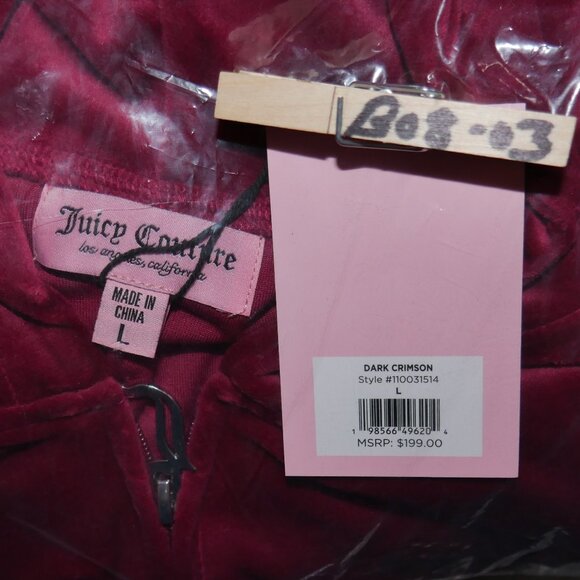 B08-03
Juicy Couture
los angeles, california
MADE IN
CHINA
L
DARK CRIMSON
Style #110031514
L
1 98566 49620 4
MSRP: $199.00